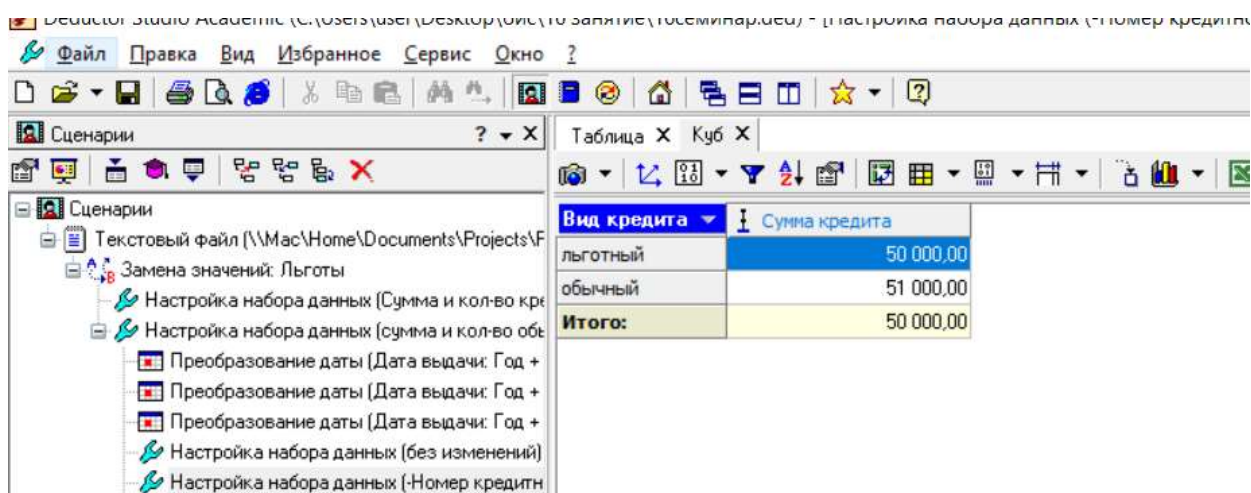 Deductor Studio Academic (C:\Users\user\Desktop\бис\10 занятие\10семинар.ded) - [Настройка набора данных (-Номер кредитно
Файл Правка Вид Избранное Сервис Окно ?
Сценарии ? X
Таблица X Куб X
Сценарии
Текстовый файл (\\Mac\Home\Documents\Projects\F
Замена значений: Льготы
Настройка набора данных (Сумма и кол-во кре
Настройка набора данных (сумма и кол-во объ
Преобразование даты (Дата выдачи: Год +
Преобразование даты (Дата выдачи: Год +
Преобразование даты (Дата выдачи: Год +
Настройка набора данных (без изменений)
Настройка набора данных (-Номер кредитн
Вид кредита Сумма кредита
льготный 50 000,00
обычный 51 000,00
Итого: 50 000,00